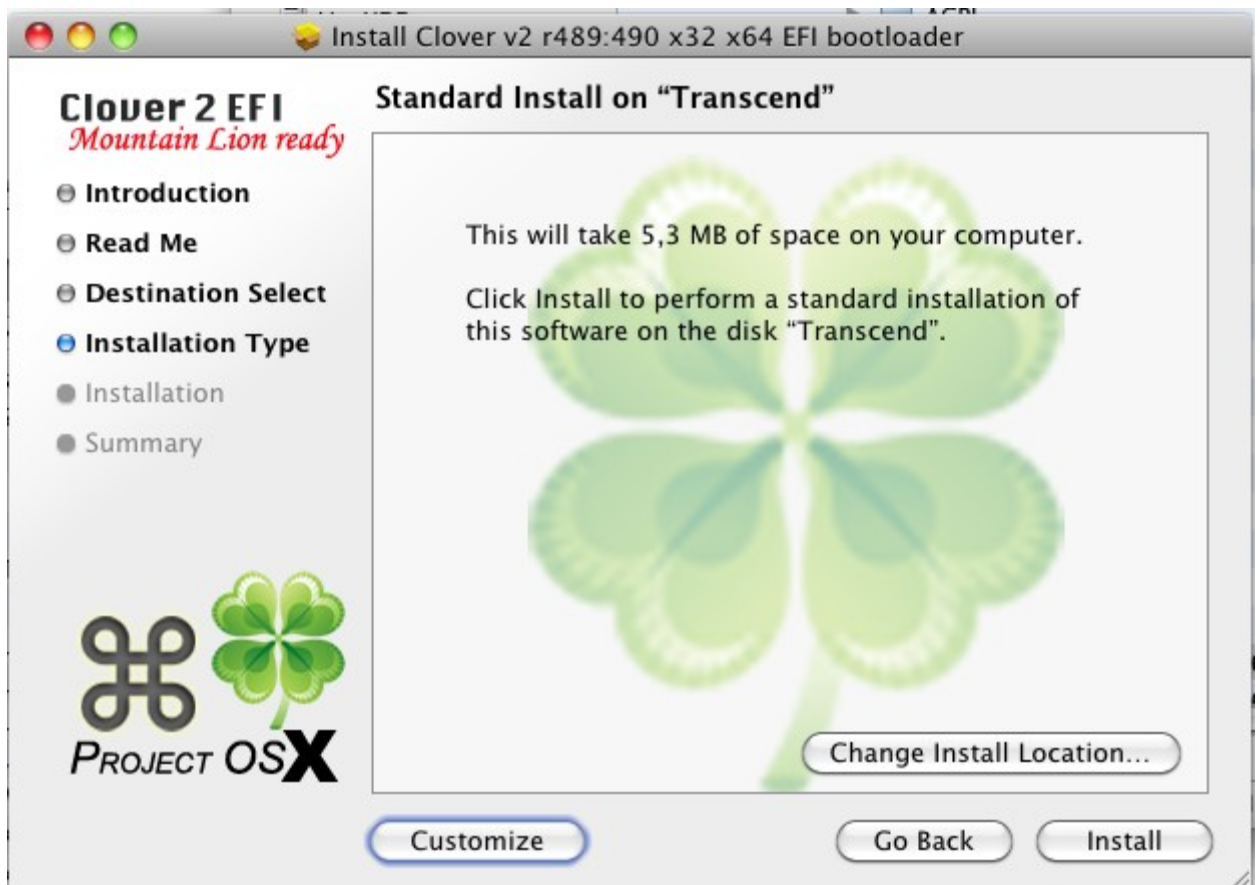 Install Clover v2 r489:490 x32 x64 EFI bootloader
Clover 2 EFI
Mountain Lion ready
Introduction
Read Me
Destination Select
Installation Type
Installation
Summary
PROJECT OSX
Standard Install on “Transcend”
This will take 5,3 MB of space on your computer.
Click Install to perform a standard installation of
this software on the disk “Transcend”.
Change Install Location...
Customize
Go Back
Install